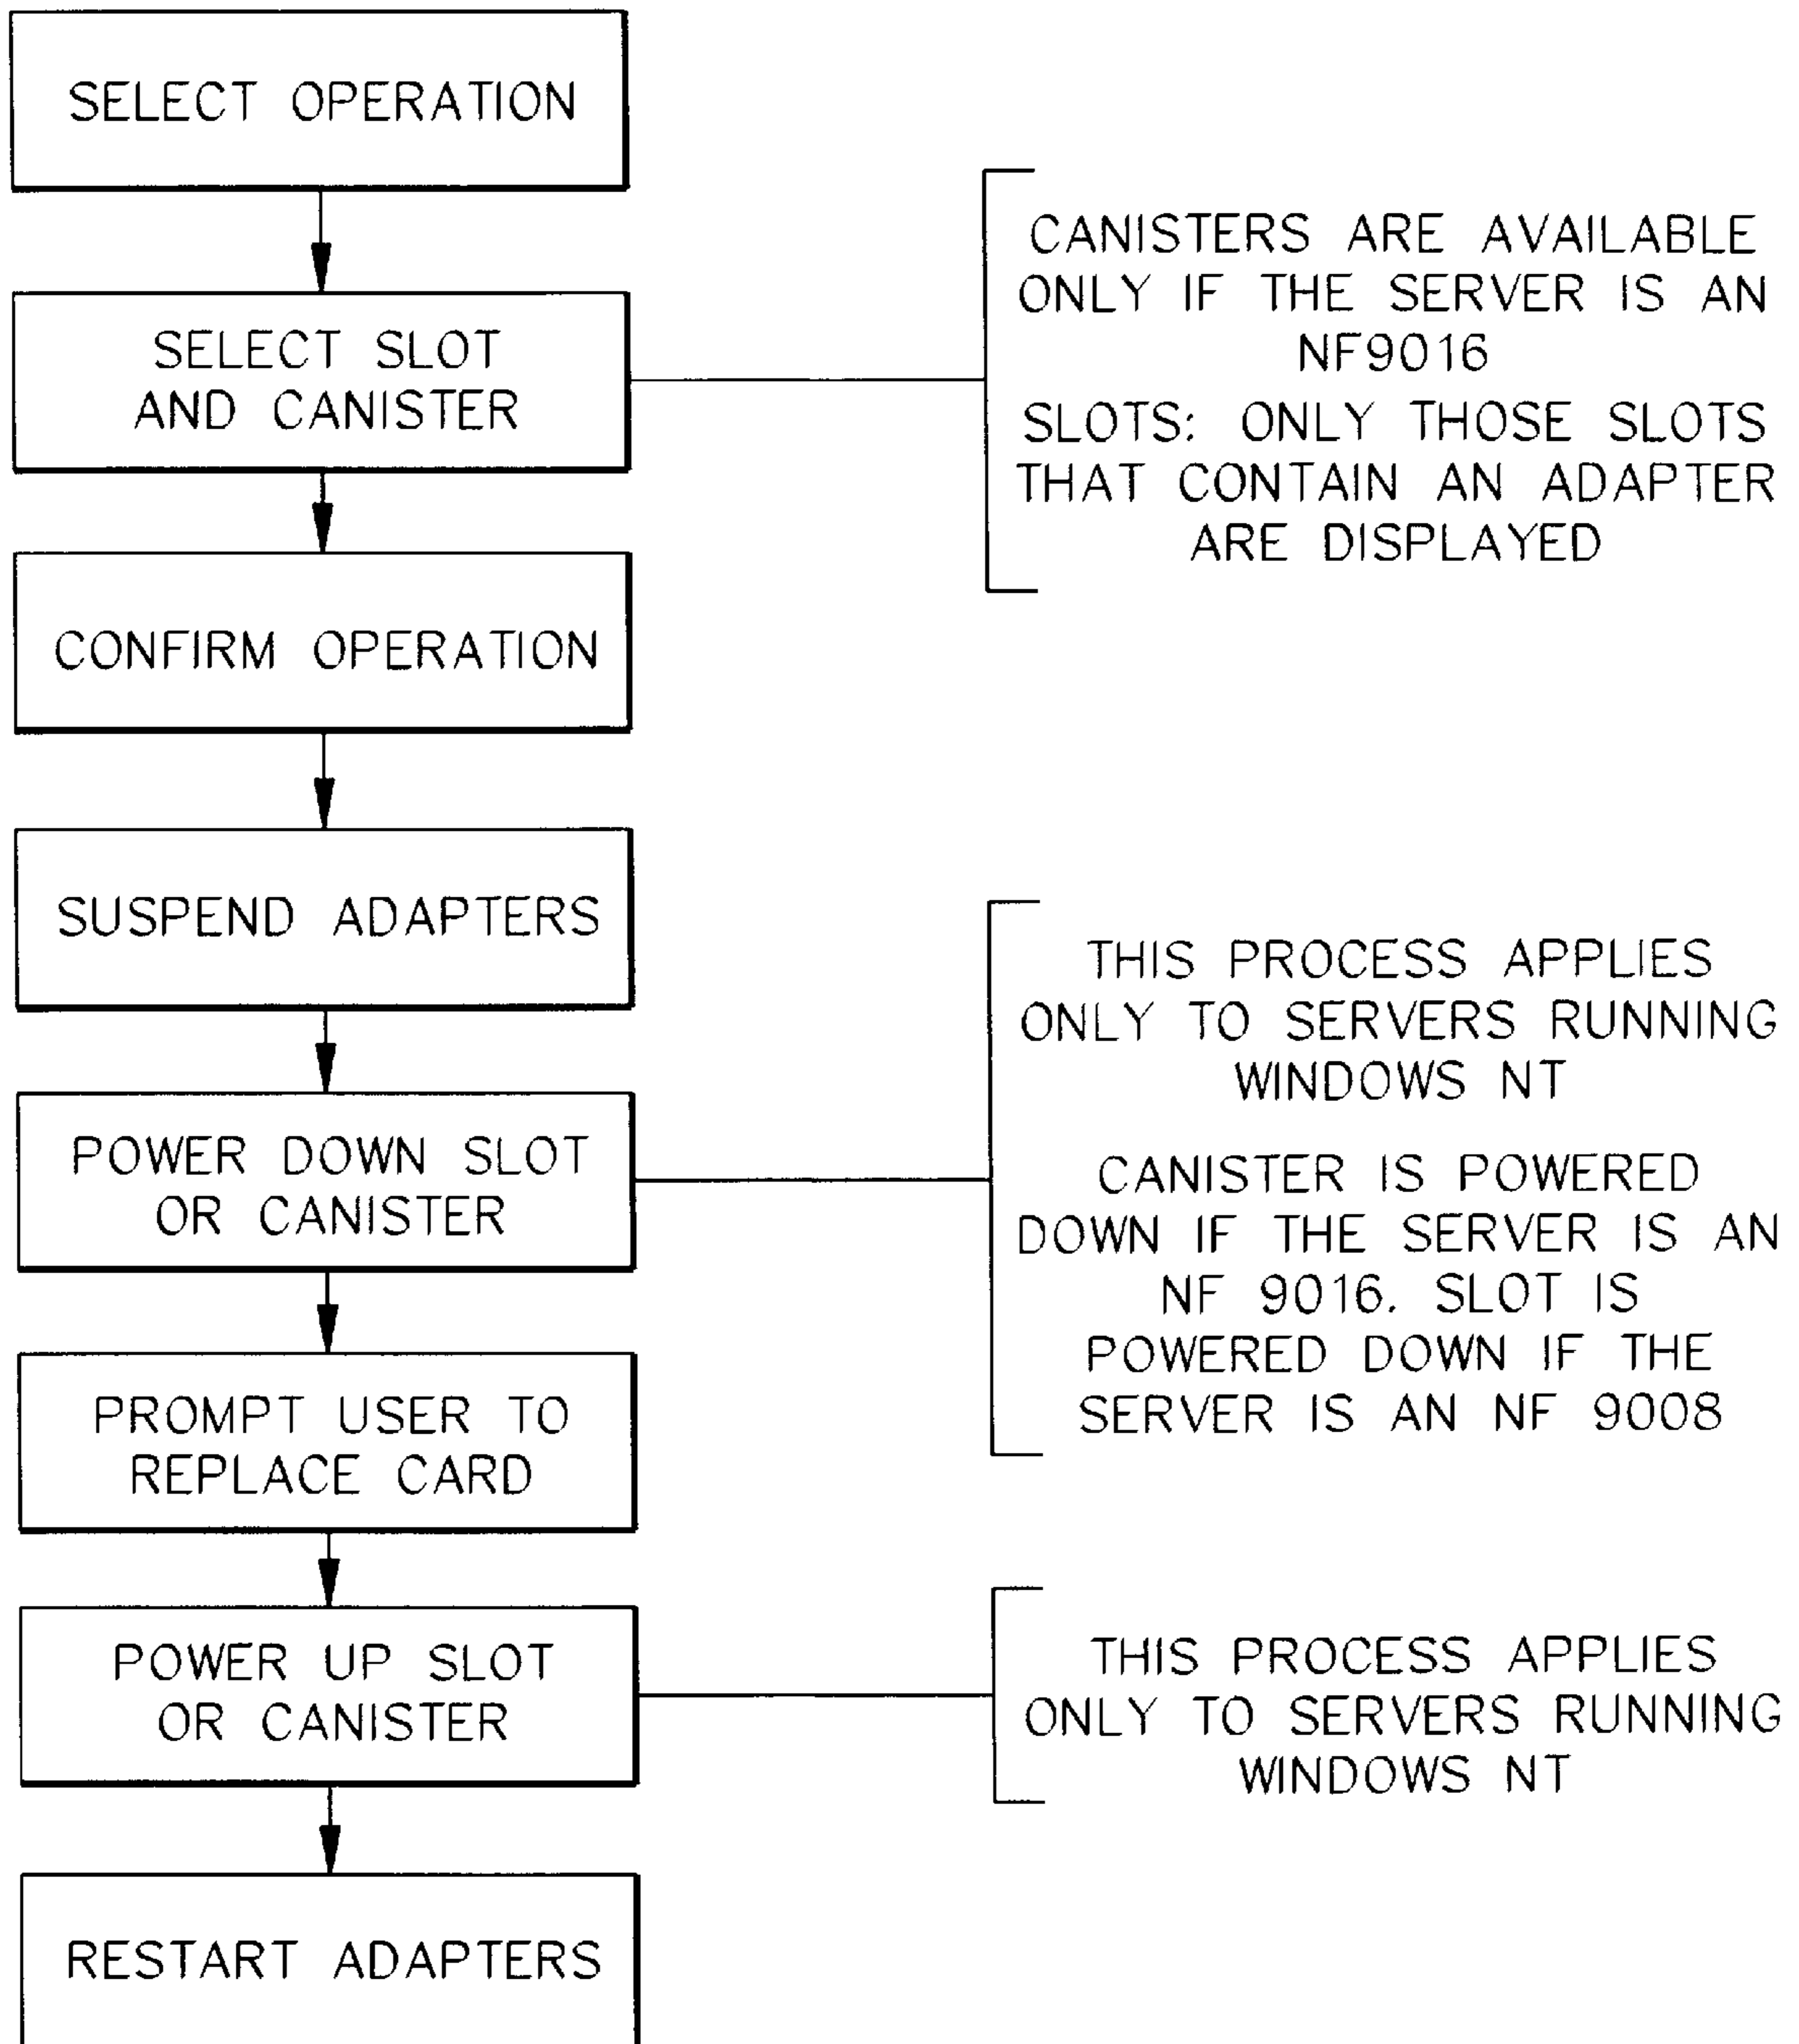 SELECT OPERATION
SELECT SLOT
AND CANISTER
CANISTERS ARE AVAILABLE
ONLY IF THE SERVER IS AN
NF9016
SLOTS: ONLY THOSE SLOTS
THAT CONTAIN AN ADAPTER
ARE DISPLAYED
CONFIRM OPERATION
SUSPEND ADAPTERS
POWER DOWN SLOT
OR CANISTER
THIS PROCESS APPLIES
ONLY TO SERVERS RUNNING
WINDOWS NT
CANISTER IS POWERED
DOWN IF THE SERVER IS AN
NF 9016. SLOT IS
POWERED DOWN IF THE
SERVER IS AN NF 9008
PROMPT USER TO
REPLACE CARD
POWER UP SLOT
OR CANISTER
THIS PROCESS APPLIES
ONLY TO SERVERS RUNNING
WINDOWS NT
RESTART ADAPTERS